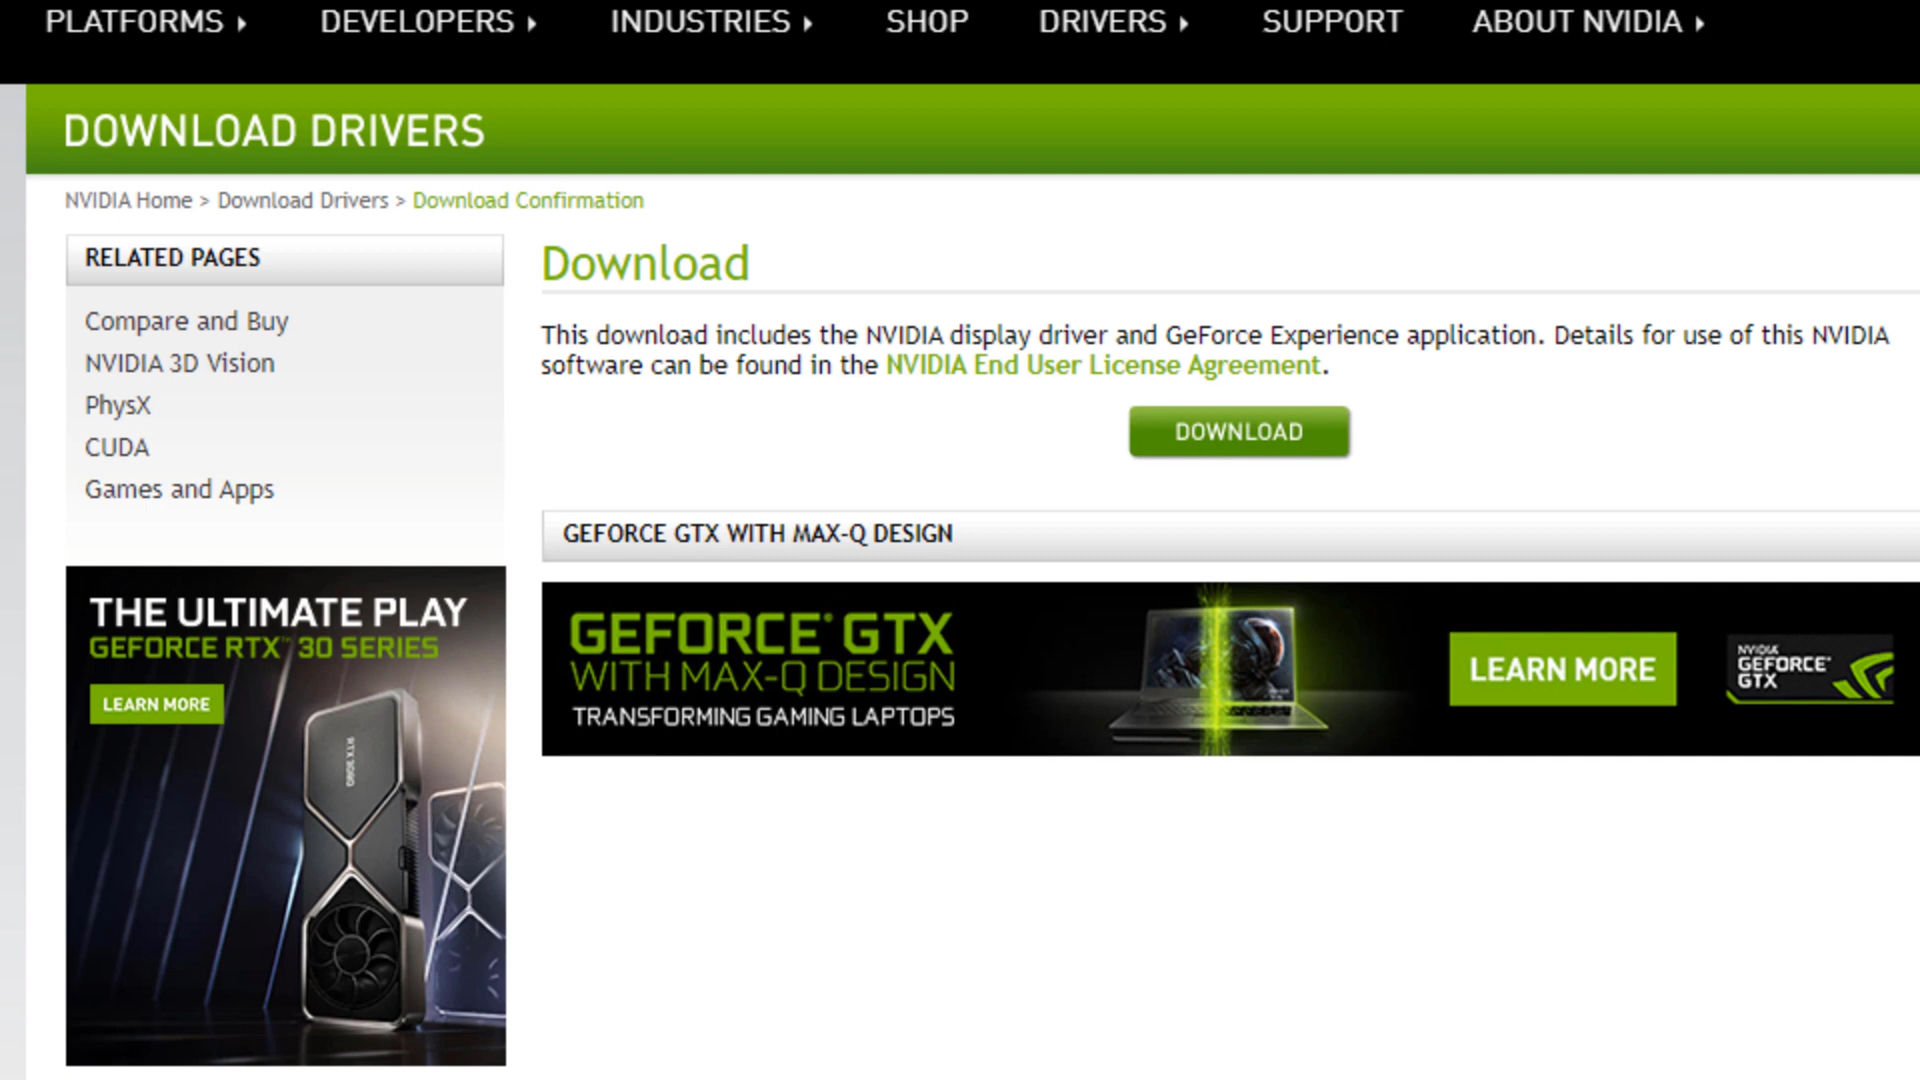 PLATFORMS DEVELOPERS INDUSTRIES SHOP DRIVERS SUPPORT ABOUT NVIDIA
DOWNLOAD DRIVERS
NVIDIA Home > Download Drivers > Download Confirmation
RELATED PAGES
Compare and Buy
NVIDIA 3D Vision
PhysX
CUDA
Games and Apps
THE ULTIMATE PLAY
GEFORCE RTX™ 30 SERIES
LEARN MORE
RTX 3080
Download
This download includes the NVIDIA display driver and GeForce Experience application. Details for use of this NVIDIA
software can be found in the NVIDIA End User License Agreement.
DOWNLOAD
GEFORCE GTX WITH MAX-Q DESIGN
GEFORCE® GTX
WITH MAX-Q DESIGN
TRANSFORMING GAMING LAPTOPS
LEARN MORE
NVIDIA
GEFORCE®
GTX